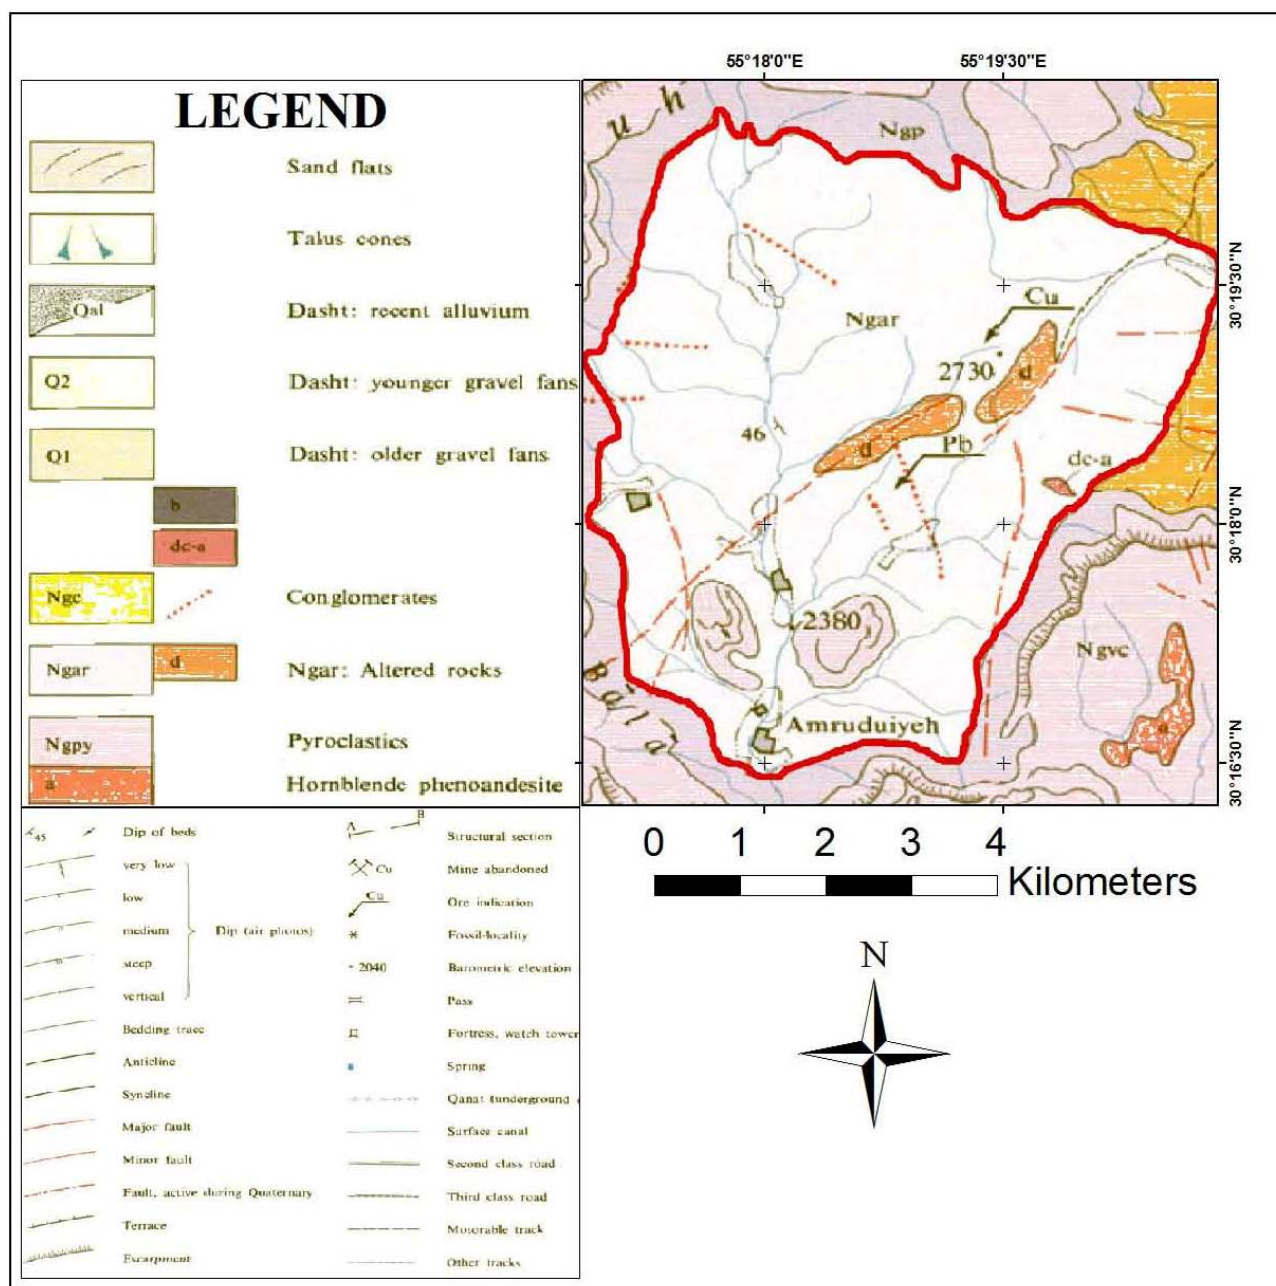 LEGEND
Sand flats
Talus cones
Qal Dasht: recent alluvium
Q2 Dasht: younger gravel fans
Q1 Dasht: older gravel fans
b
dc-a
Ngc Conglomerates
Ngar d Ngar: Altered rocks
Ngpy Pyroclastics
a Hornblende phenoandesite
45 Dip of beds
very low
low
medium Dip (air photos)
steep
vertical
Bedding trace
Anticline
Syncline
Major fault
Minor fault
Fault, active during Quaternary
Terrace
Escarpment
A B Structural section
Cu Mine abandoned
Cu Ore indication
Fossil-locality
2040 Barometric elevation
Pass
Fortress, watch tower
Spring
Qanat (underground
Surface canal
Second class road
Third class road
Motorable track
Other tracks
55°18'0"E 55°19'30"E
uh
Ngp
30°19'30"N
Cu
Ngar
2730
d
46
d
Pb
dc-a
30°18'0"N
2380
Ngvc
Bala
a
Amruduiyeh
30°16'30"N
0 1 2 3 4
Kilometers
N